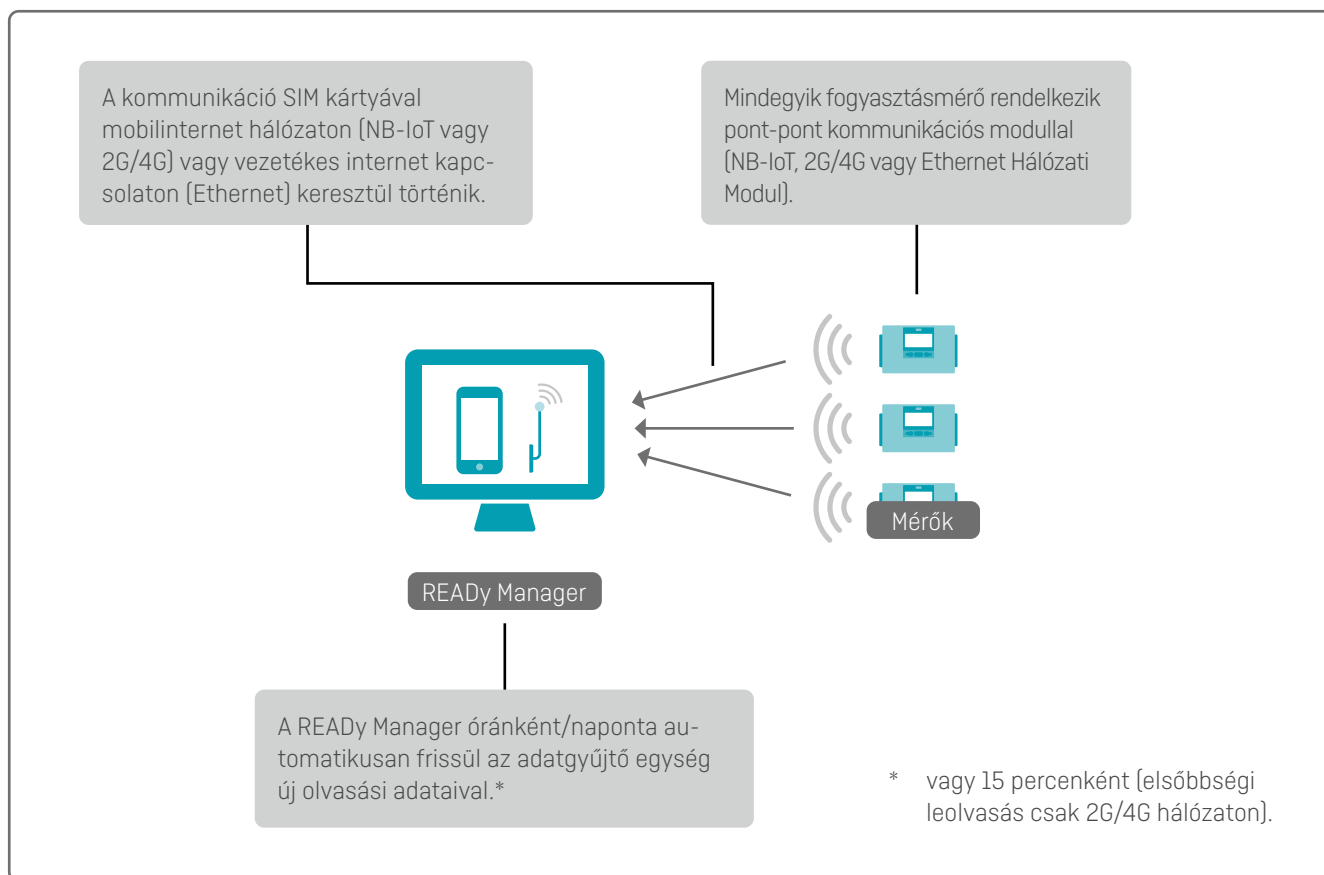 A kommunikáció SIM kártyával
mobilinternet hálózaton (NB-IoT vagy
2G/4G) vagy vezetékes internet kapc-
solaton (Ethernet) keresztül történik.
Mindegyik fogyasztásmérő rendelkezik
pont-pont kommunikációs modullal
(NB-IoT, 2G/4G vagy Ethernet Hálózati
Modul).
Mérők
READy Manager
A READy Manager óránként/naponta au-
tomatikusan frissül az adatgyűjtő egység
új olvasási adataival.*
* vagy 15 percenként (elsőbbségi
leolvasás csak 2G/4G hálózaton).